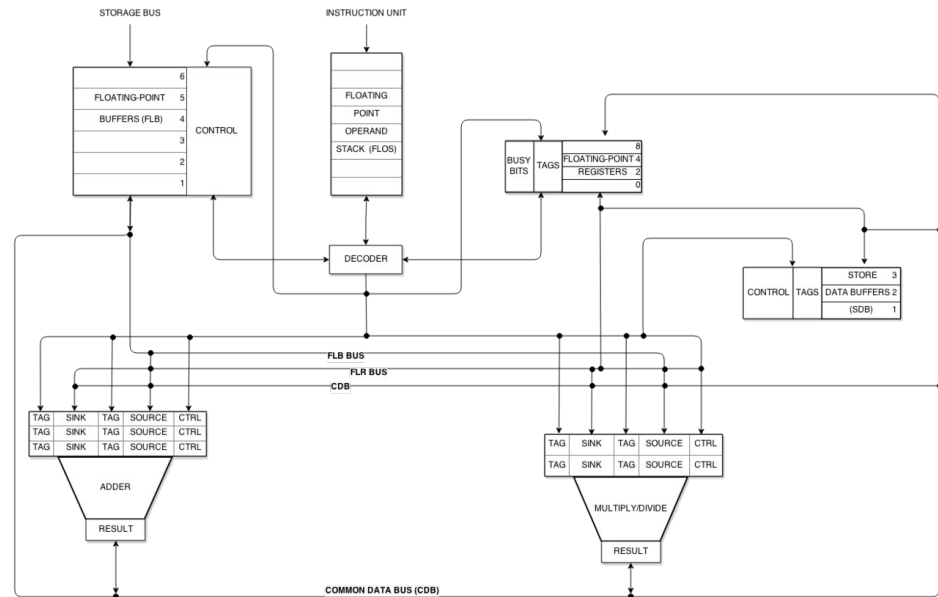 STORAGE BUS
INSTRUCTION UNIT
6
FLOATING-POINT 5
BUFFERS (FLB) 4
3
2
1
CONTROL
FLOATING
POINT
OPERAND
STACK (FLOS)
BUSY
BITS
TAGS
8
FLOATING-POINT 4
REGISTERS 2
0
DECODER
CONTROL
TAGS
STORE 3
DATA BUFFERS 2
(SDB) 1
FLB BUS
FLR BUS
CDB
TAG SINK TAG SOURCE CTRL
TAG SINK TAG SOURCE CTRL
TAG SINK TAG SOURCE CTRL
ADDER
RESULT
TAG SINK TAG SOURCE CTRL
TAG SINK TAG SOURCE CTRL
MULTIPLY/DIVIDE
RESULT
COMMON DATA BUS (CDB)